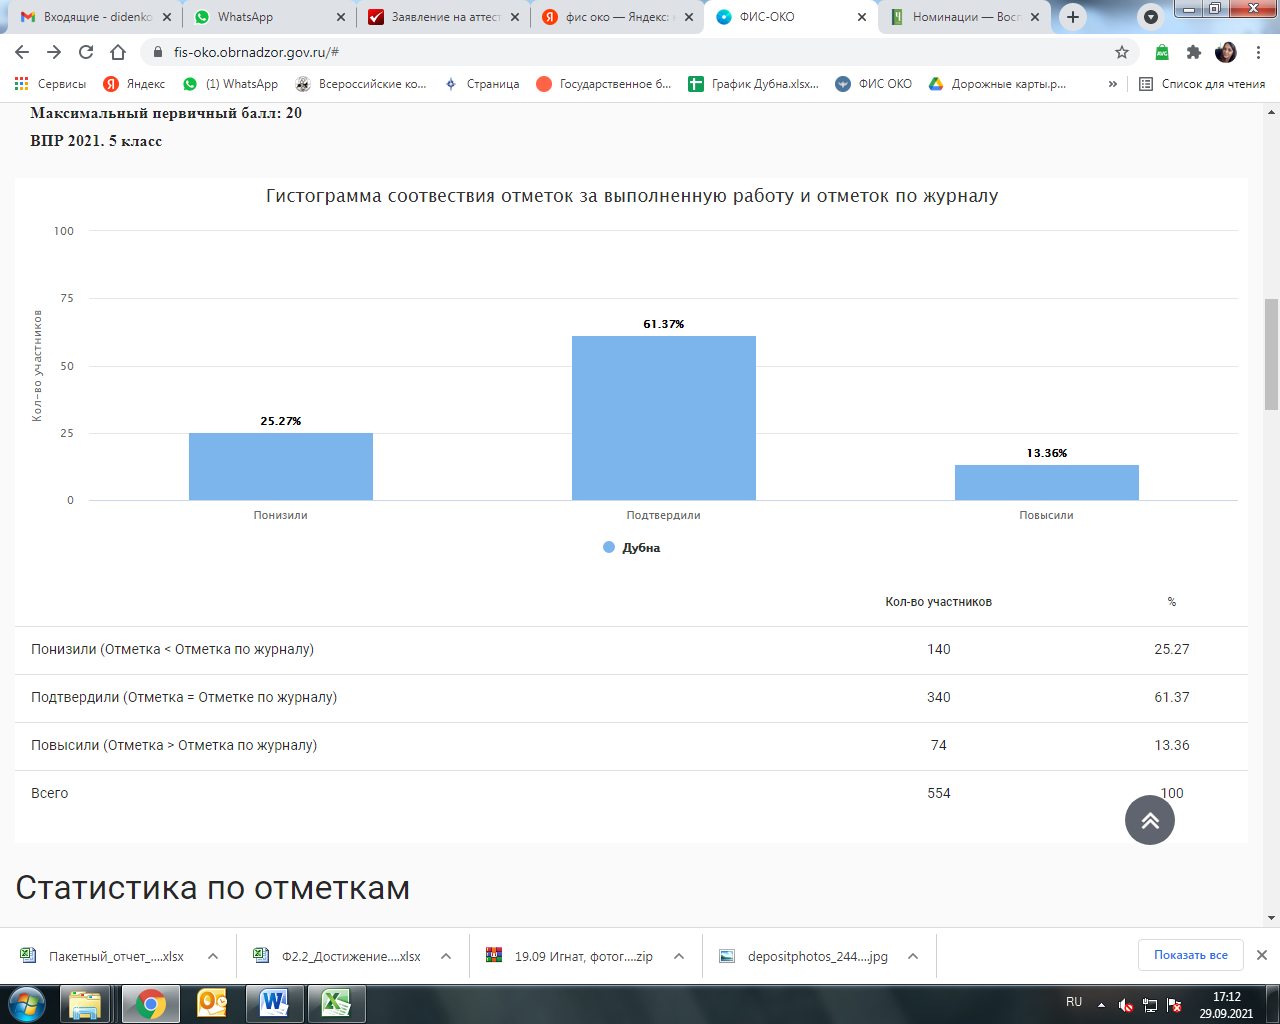 Входящие - didenko
WhatsApp
Заявление на аттест
фис око — Яндекс:
ФИС-ОКО
Номинации — Восп
fis-oko.obrnadzor.gov.ru/#
Сервисы
Яндекс
(1) WhatsApp
Всероссийские ко...
Страница
Государственное б...
График Дубна.xlsx...
ФИС ОКО
Дорожные карты.р...
»
Список для чтения
Максимальный первичный балл: 20
ВПР 2021. 5 класс
Гистограмма соотвествия отметок за выполненную работу и отметок по журналу
Кол-во участников
100
75
50
25
0
25.27%
61.37%
13.36%
Понизили
Подтвердили
Повысили
Дубна
Кол-во участников %
Понизили (Отметка < Отметка по журналу) 140 25.27
Подтвердили (Отметка = Отметке по журналу) 340 61.37
Повысили (Отметка > Отметка по журналу) 74 13.36
Всего 554 100
Статистика по отметкам
Пакетный_отчет_....xlsx
Ф2.2_Достижение....xlsx
19.09 Игнат, фотог....zip
depositphotos_244....jpg
Показать все
RU
17:12
29.09.2021